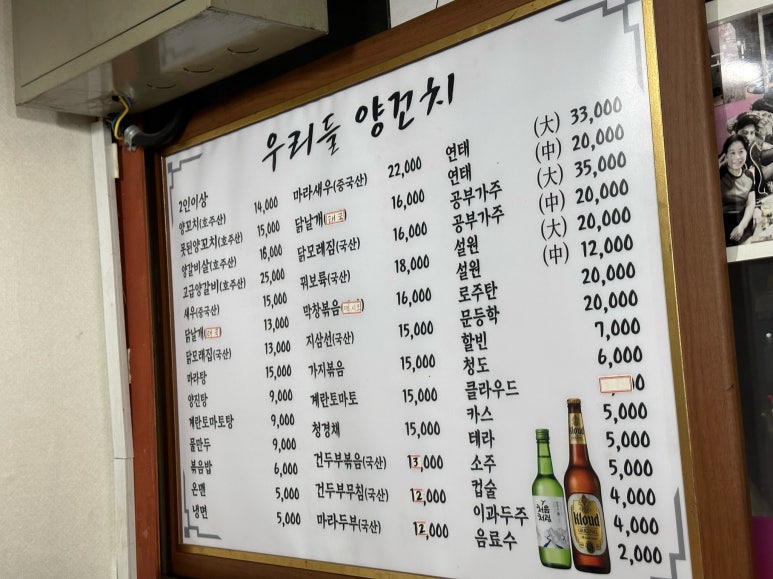 우리들 양꼬치
2인이상
양꼬치(호주산) 14,000
못된양꼬치(호주산) 15,000
양갈비살(호주산) 16,000
고급양갈비(호주산) 25,000
새우(중국산) 15,000
닭날개 13,000
닭모래집(국산) 13,000
마라탕 15,000
양진탕 9,000
계란토마토탕 9,000
물만두 9,000
볶음밥 6,000
온면 5,000
냉면 5,000
마라새우(중국산) 22,000
닭날개 16,000
닭모래짐(국산) 16,000
꿔보룩(국산) 18,000
막창볶음 16,000
지삼선(국산) 15,000
가지볶음 15,000
계란토마토 15,000
청경채 15,000
건두부볶음(국산) 13,000
건두부무침(국산) 12,000
마라두부(국산) 12,000
연태 (大) 33,000
연태 (中) 20,000
공부가주 (大) 35,000
공부가주 (中) 20,000
설원 (大) 20,000
설원 (中) 12,000
로주탄 20,000
문등학 20,000
할빈 7,000
청도 6,000
클라우드
카스 5,000
테라 5,000
소주 5,000
컵술 4,000
이과두주 4,000
음료수 2,000
처음처럼
Kloud